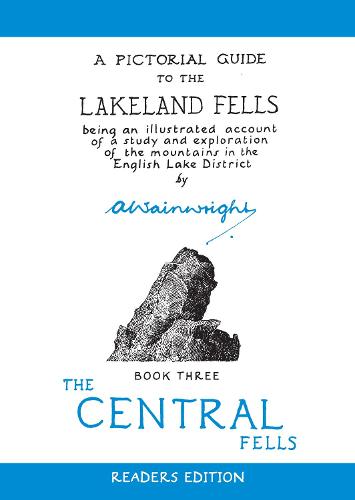 A PICTORIAL GUIDE
TO THE
LAKELAND FELLS
being an illustrated account
of a study and exploration
of the mountains in the
English Lake District
by
AWainwright
BOOK THREE
THE
CENTRAL
FELLS
READERS EDITION